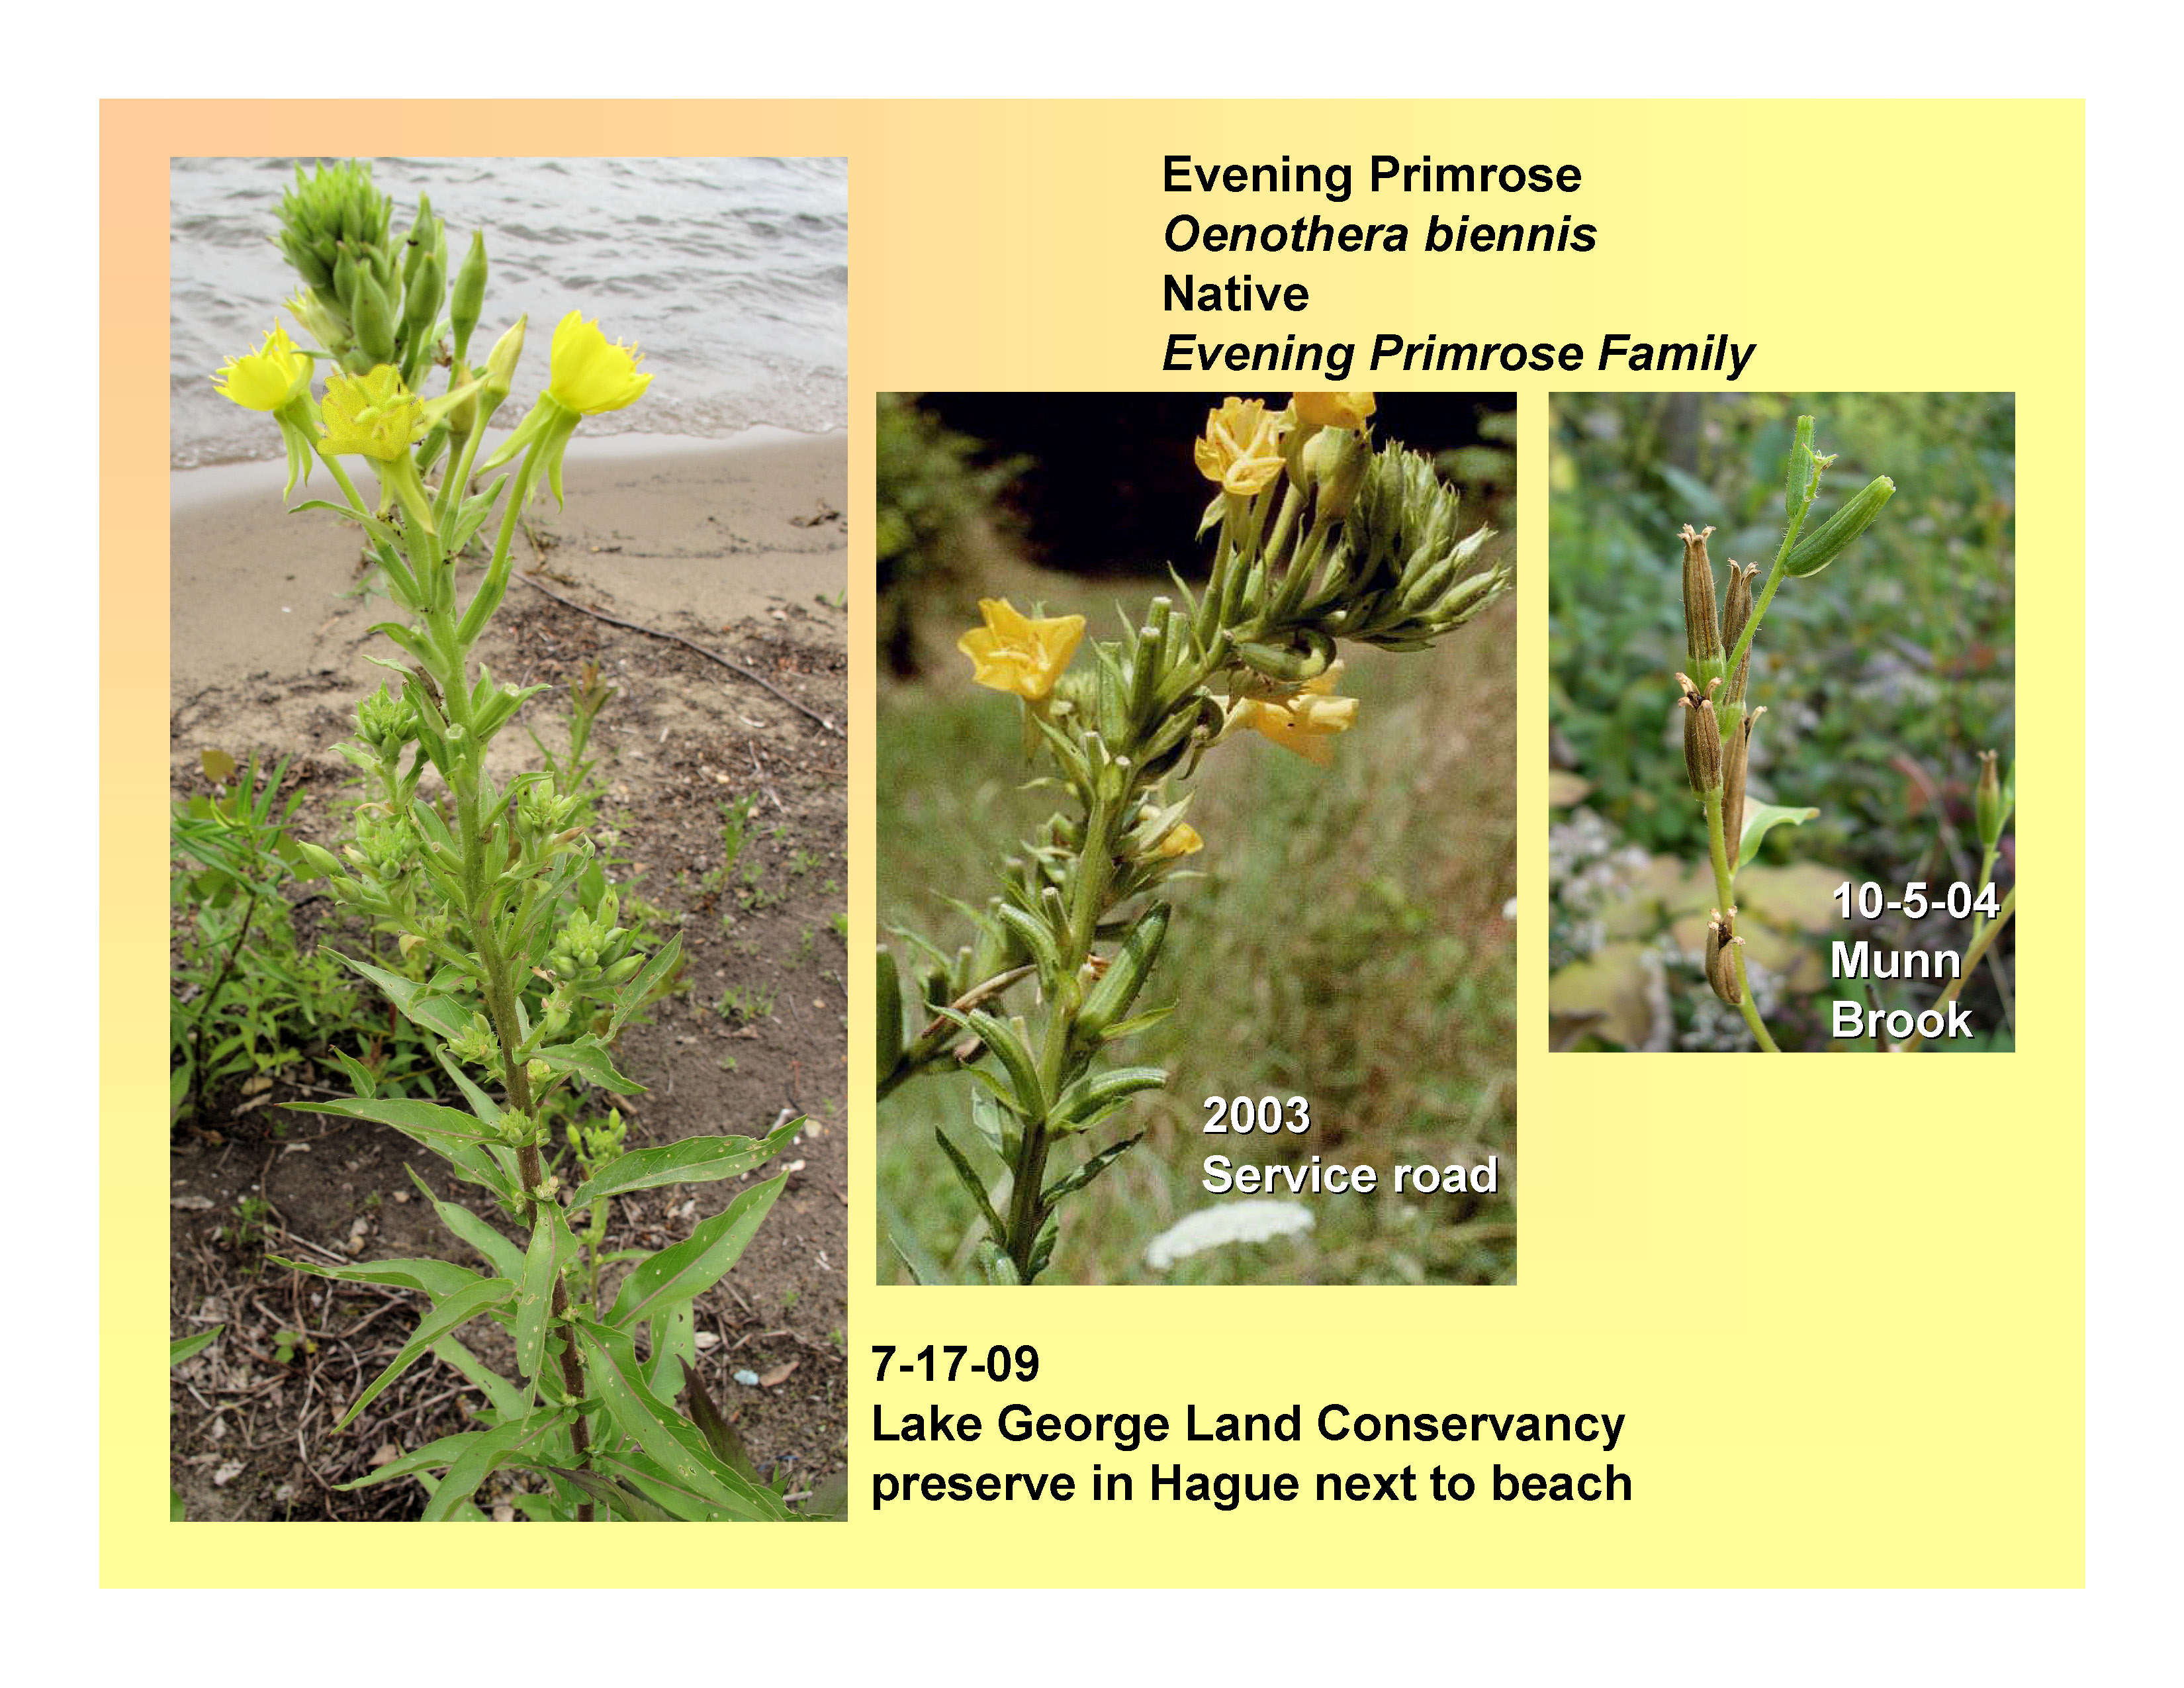 Evening Primrose
Oenothera biennis
Native
Evening Primrose Family
10-5-04
Munn
Brook
2003
Service road
7-17-09
Lake George Land Conservancy
preserve in Hague next to beach